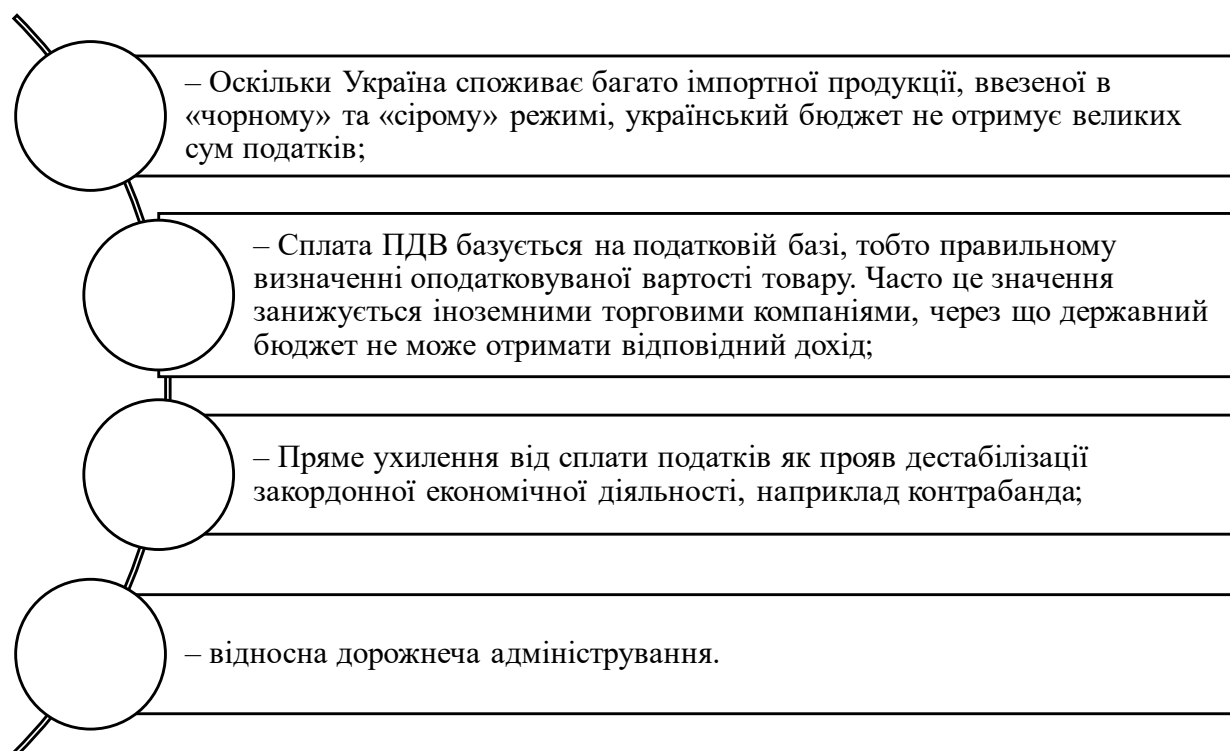 – Оскільки Україна споживає багато імпортної продукції, ввезеної в
«чорному» та «сірому» режимі, український бюджет не отримує великих
сум податків;
– Сплата ПДВ базується на податковій базі, тобто правильному
визначенні оподатковуваної вартості товару. Часто це значення
занижується іноземними торговими компаніями, через що державний
бюджет не може отримати відповідний дохід;
– Пряме ухилення від сплати податків як прояв дестабілізації
закордонної економічної діяльності, наприклад контрабанда;
– відносна дорожнеча адміністрування.